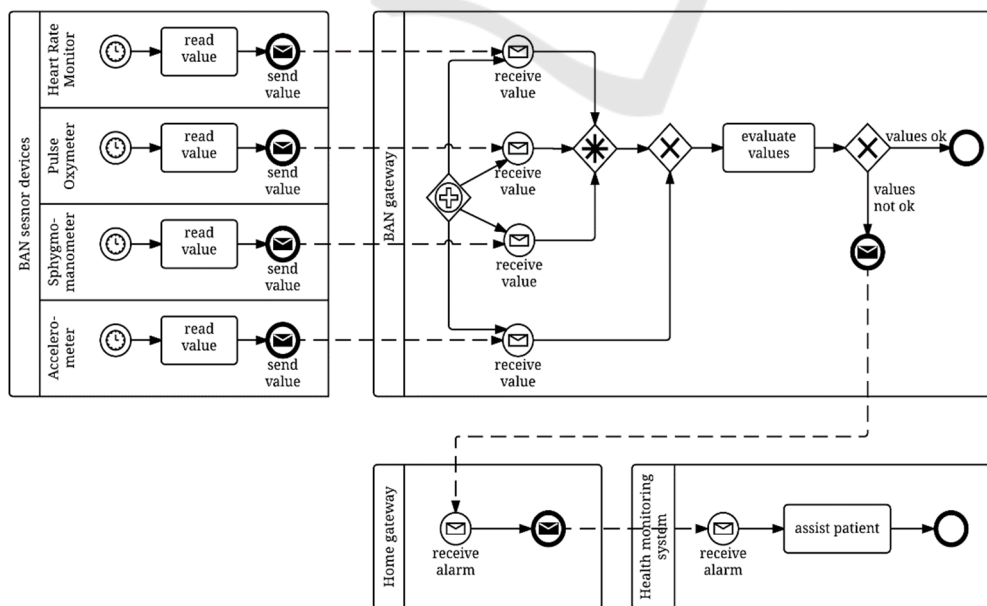 BAN sesnor devices
Heart Rate
Monitor
read
value
send
value
Pulse
Oxymeter
read
value
send
value
Sphygmo-
manometer
read
value
send
value
Accelero-
meter
read
value
send
value
BAN gateway
receive
value
receive
value
receive
value
receive
value
evaluate
values
values ok
values
not ok
Home gateway
receive
alarm
Health monitoring
system
receive
alarm
assist patient